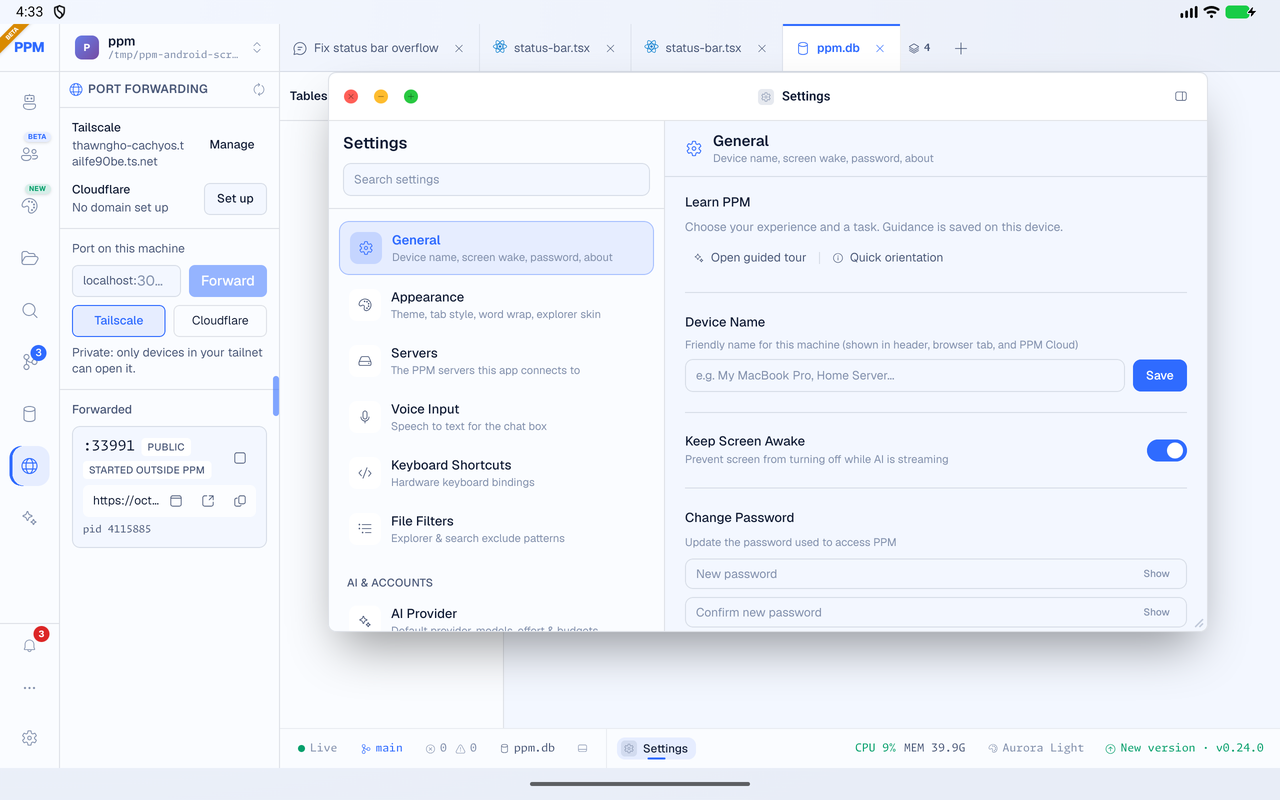 4:33
BETA
PPM
ppm
/tmp/ppm-android-scr…
Fix status bar overflow
status-bar.tsx
status-bar.tsx
ppm.db
4
PORT FORWARDING
Tailscale
thawngho-cachyos.t
ailfe90be.ts.net
Manage
Cloudflare
No domain set up
Set up
Port on this machine
localhost:30…
Forward
Tailscale
Cloudflare
Private: only devices in your tailnet
can open it.
Forwarded
:33991
PUBLIC
STARTED OUTSIDE PPM
https://oct…
pid 4115885
BETA
NEW
3
3
Tables
Settings
Settings
Search settings
General
Device name, screen wake, password, about
Appearance
Theme, tab style, word wrap, explorer skin
Servers
The PPM servers this app connects to
Voice Input
Speech to text for the chat box
Keyboard Shortcuts
Hardware keyboard bindings
File Filters
Explorer & search exclude patterns
AI & ACCOUNTS
AI Provider
Default provider, models, effort & budgets
General
Device name, screen wake, password, about
Learn PPM
Choose your experience and a task. Guidance is saved on this device.
Open guided tour
Quick orientation
Device Name
Friendly name for this machine (shown in header, browser tab, and PPM Cloud)
e.g. My MacBook Pro, Home Server…
Save
Keep Screen Awake
Prevent screen from turning off while AI is streaming
Change Password
Update the password used to access PPM
New password
Show
Confirm new password
Show
Live
main
0
0
ppm.db
Settings
CPU 9% MEM 39.9G
Aurora Light
New version · v0.24.0